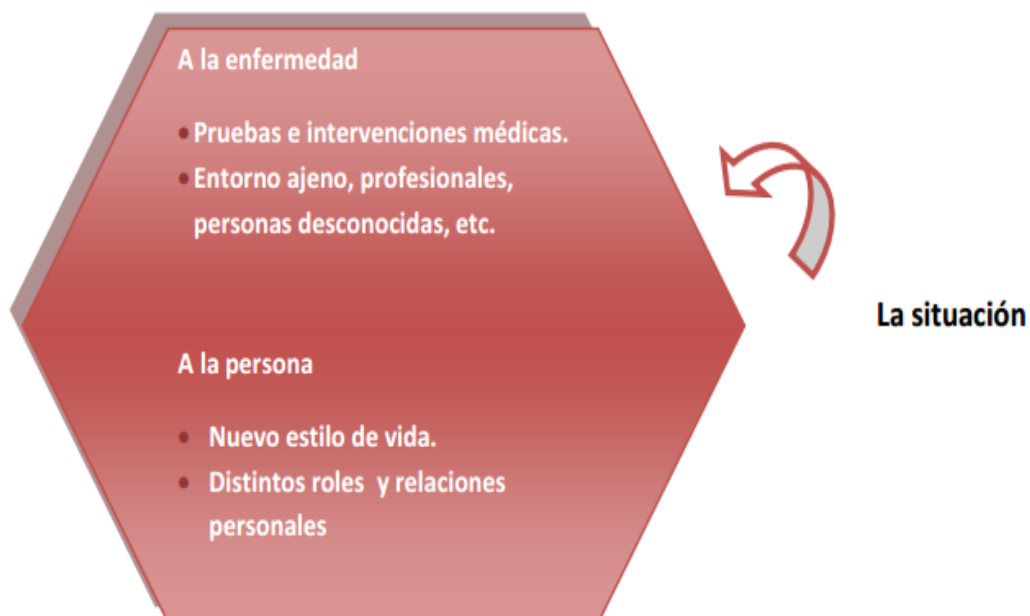 A la enfermedad
• Pruebas e intervenciones médicas.
• Entorno ajeno, profesionales,
personas desconocidas, etc.
La situación
A la persona
• Nuevo estilo de vida.
• Distintos roles y relaciones
personales